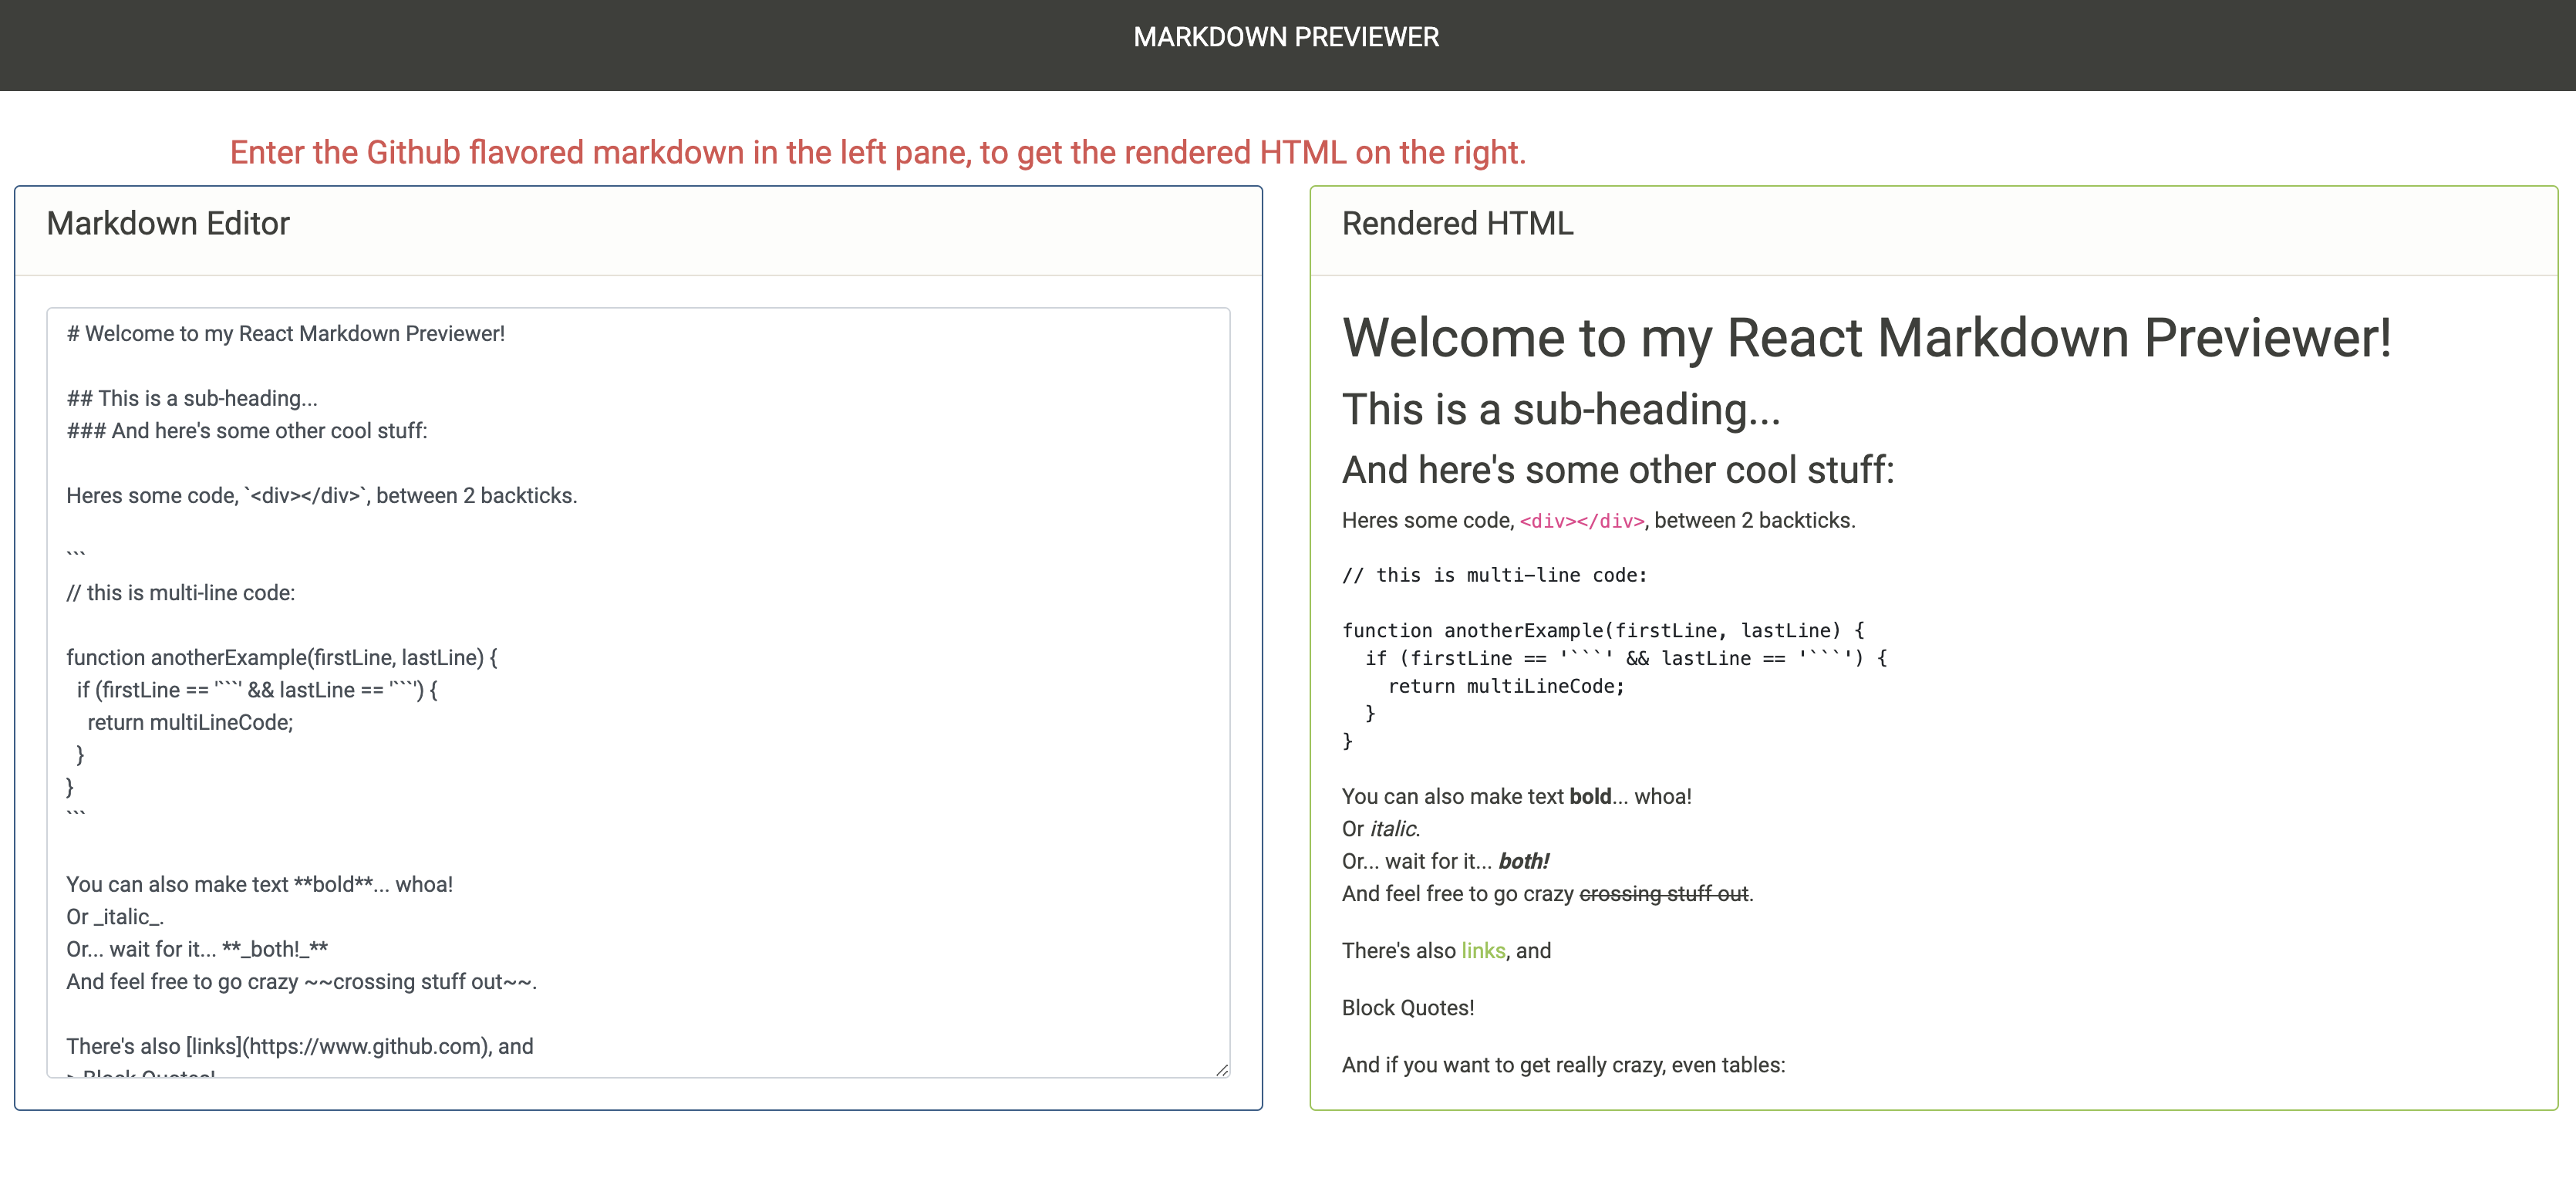 MARKDOWN PREVIEWER
Enter the Github flavored markdown in the left pane, to get the rendered HTML on the right.
Markdown Editor
# Welcome to my React Markdown Previewer!
## This is a sub-heading...
### And here's some other cool stuff:
Heres some code, `<div></div>`, between 2 backticks.
```
// this is multi-line code:
function anotherExample(firstLine, lastLine) {
  if (firstLine == '```' && lastLine == '```') {
    return multiLineCode;
  }
}
```
You can also make text **bold**... whoa!
Or _italic_.
Or... wait for it... **_both!_**
And feel free to go crazy ~~crossing stuff out~~.
There's also [links](https://www.github.com), and
> Block Quotes!
Rendered HTML
Welcome to my React Markdown Previewer!
This is a sub-heading...
And here's some other cool stuff:
Heres some code, <div></div>, between 2 backticks.
// this is multi-line code:
function anotherExample(firstLine, lastLine) {
  if (firstLine == '```' && lastLine == '```') {
    return multiLineCode;
  }
}
You can also make text bold... whoa!
Or italic.
Or... wait for it... both!
And feel free to go crazy crossing stuff out.
There's also links, and
Block Quotes!
And if you want to get really crazy, even tables: